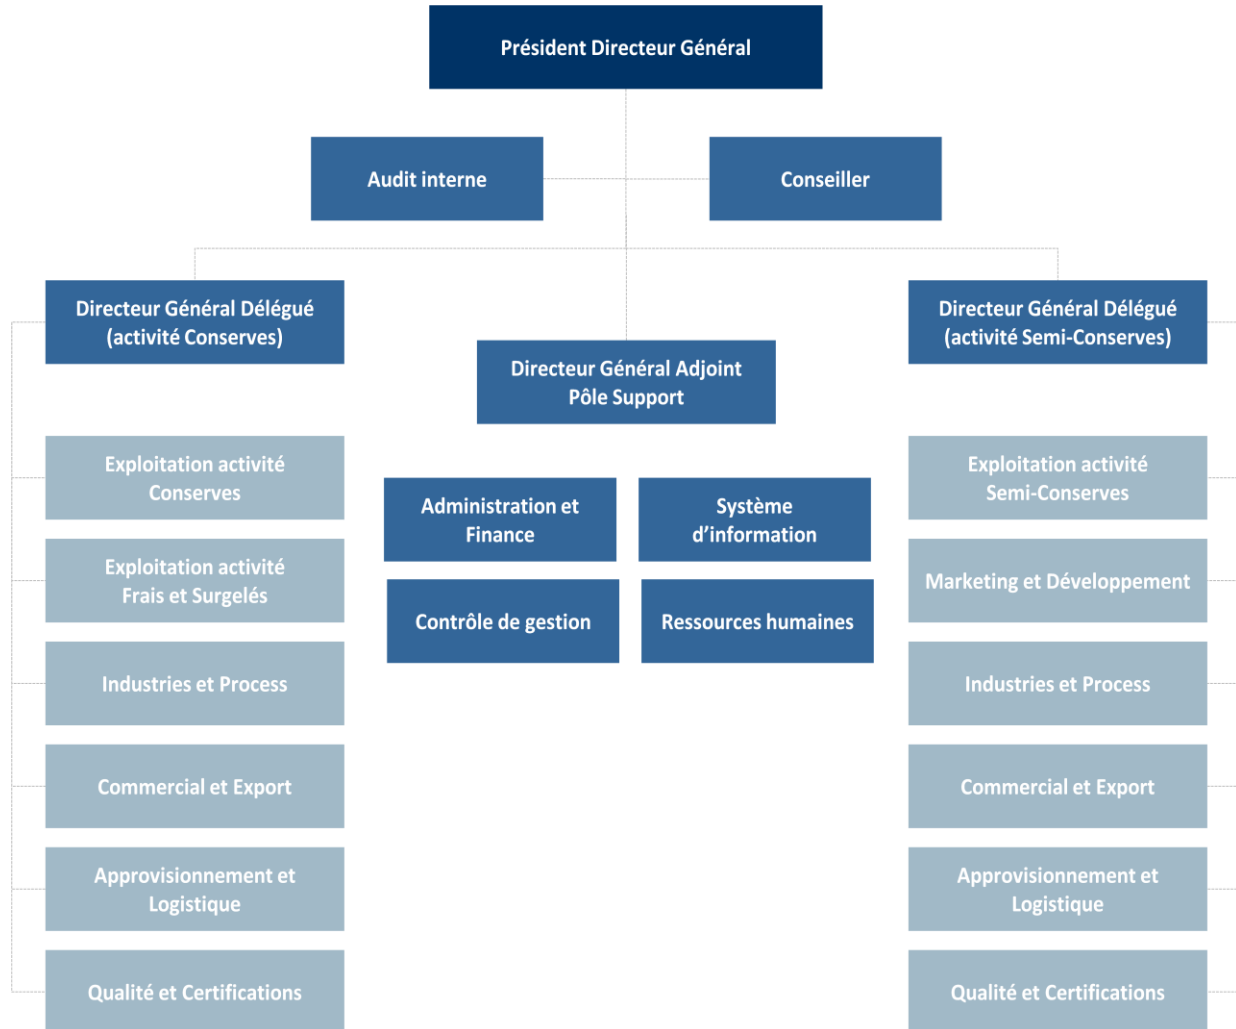 Président Directeur Général
Audit interne
Conseiller
Directeur Général Délégué
(activité Conserves)
Directeur Général Adjoint
Pôle Support
Directeur Général Délégué
(activité Semi-Conserves)
Exploitation activité
Conserves
Exploitation activité
Frais et Surgelés
Industries et Process
Commercial et Export
Approvisionnement et
Logistique
Qualité et Certifications
Administration et
Finance
Système
d’information
Contrôle de gestion
Ressources humaines
Exploitation activité
Semi-Conserves
Marketing et Développement
Industries et Process
Commercial et Export
Approvisionnement et
Logistique
Qualité et Certifications